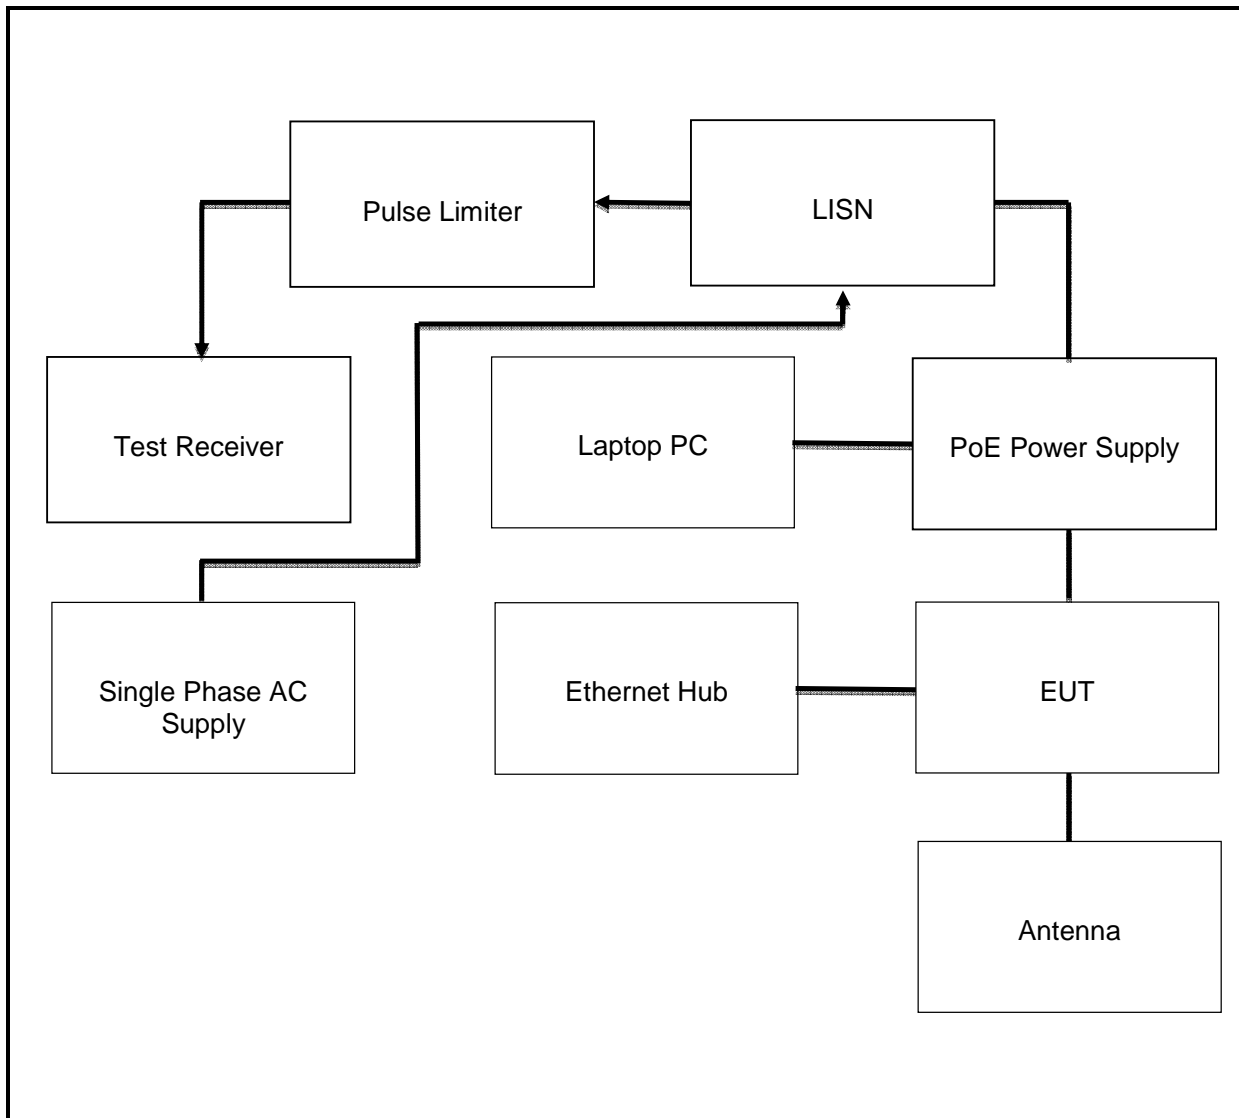 Pulse Limiter
LISN
Test Receiver
Laptop PC
PoE Power Supply
Single Phase AC
Supply
Ethernet Hub
EUT
Antenna